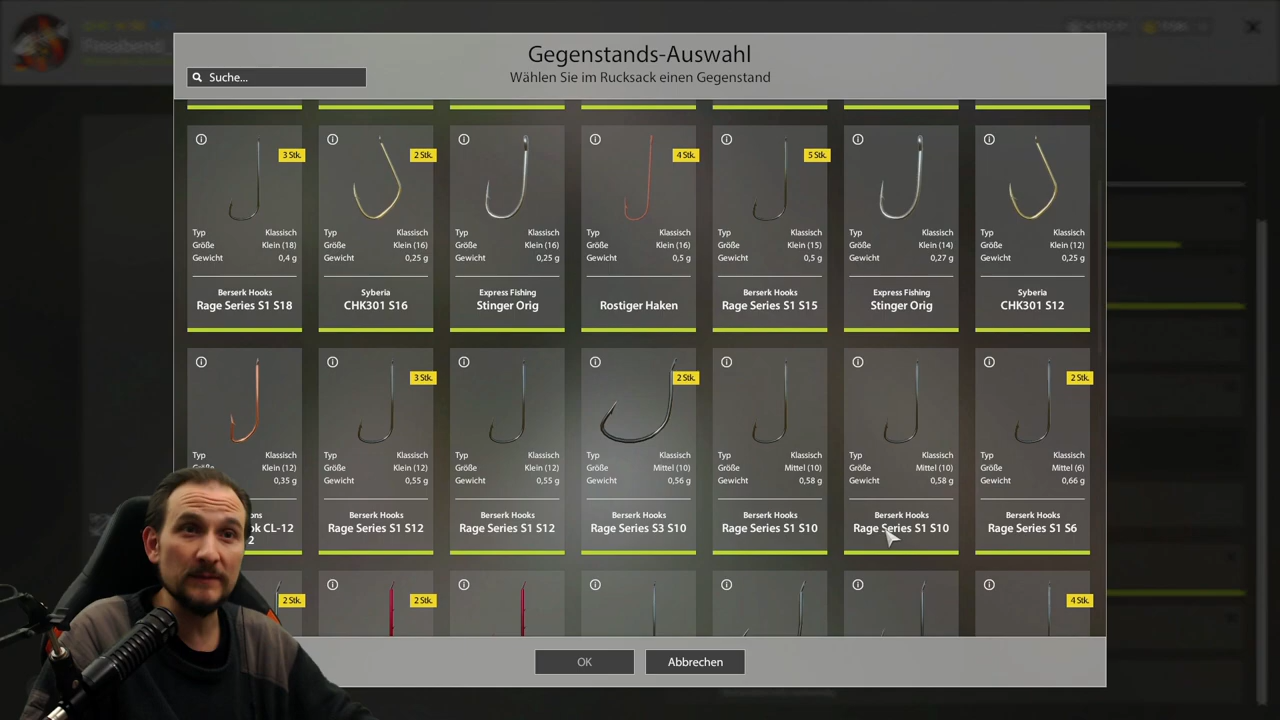 Gegenstands-Auswahl
Wählen Sie im Rucksack einen Gegenstand
Suche...
3 Stk.
Typ Klassisch
Größe Klein (18)
Gewicht 0,4 g
Berserk Hooks
Rage Series S1 S18
2 Stk.
Typ Klassisch
Größe Klein (16)
Gewicht 0,25 g
Syberia
CHK301 S16
Typ Klassisch
Größe Klein (16)
Gewicht 0,25 g
Express Fishing
Stinger Orig
4 Stk.
Typ Klassisch
Größe Klein (16)
Gewicht 0,5 g
Rostiger Haken
5 Stk.
Typ Klassisch
Größe Klein (15)
Gewicht 0,5 g
Berserk Hooks
Rage Series S1 S15
Typ Klassisch
Größe Klein (14)
Gewicht 0,27 g
Express Fishing
Stinger Orig
Typ Klassisch
Größe Klein (12)
Gewicht 0,25 g
Syberia
CHK301 S12
Typ Klassisch
Größe Klein (12)
Gewicht 0,35 g
CL-12
2
3 Stk.
Typ Klassisch
Größe Klein (12)
Gewicht 0,55 g
Berserk Hooks
Rage Series S1 S12
Typ Klassisch
Größe Klein (12)
Gewicht 0,55 g
Berserk Hooks
Rage Series S1 S12
2 Stk.
Typ Klassisch
Größe Mittel (10)
Gewicht 0,56 g
Berserk Hooks
Rage Series S3 S10
Typ Klassisch
Größe Mittel (10)
Gewicht 0,58 g
Berserk Hooks
Rage Series S1 S10
Typ Klassisch
Größe Mittel (10)
Gewicht 0,58 g
Berserk Hooks
Rage Series S1 S10
2 Stk.
Typ Klassisch
Größe Mittel (6)
Gewicht 0,66 g
Berserk Hooks
Rage Series S1 S6
2 Stk.
2 Stk.
4 Stk.
OK
Abbrechen